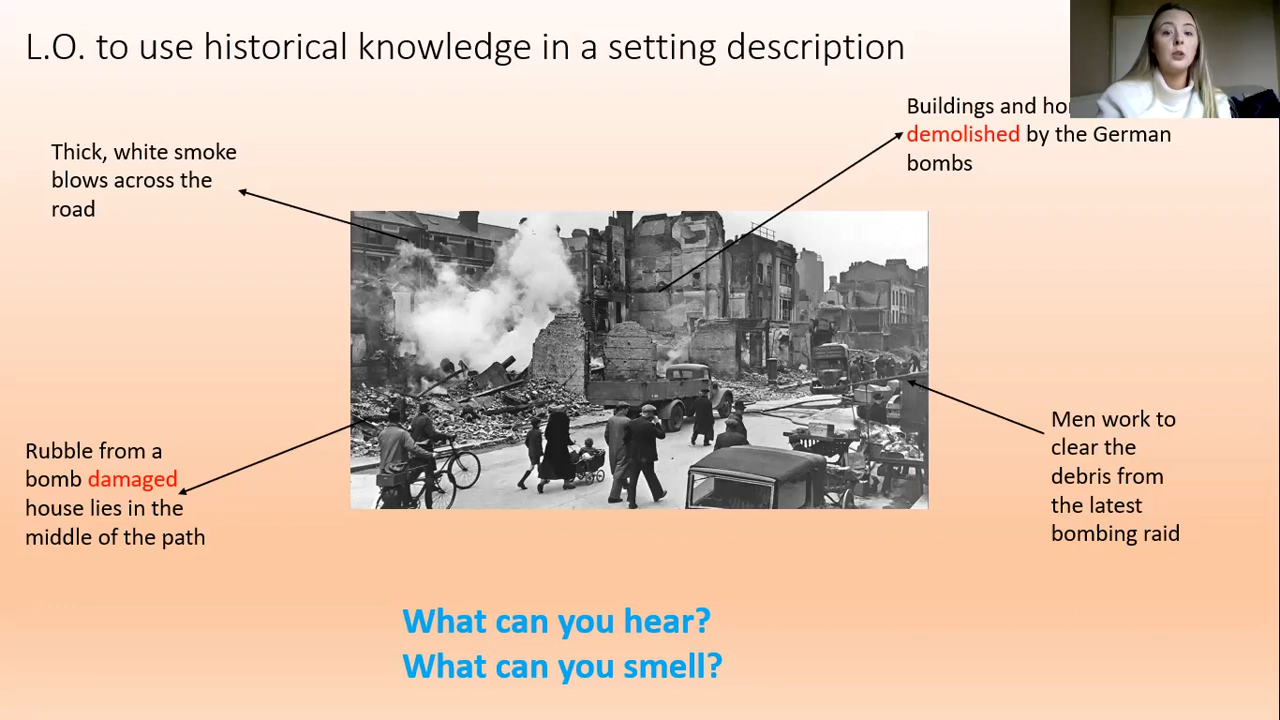 L.O. to use historical knowledge in a setting description
Thick, white smoke
blows across the
road
Buildings and
demolished by the German
bombs
Rubble from a
bomb damaged
house lies in the
middle of the path
Men work to
clear the
debris from
the latest
bombing raid
What can you hear?
What can you smell?